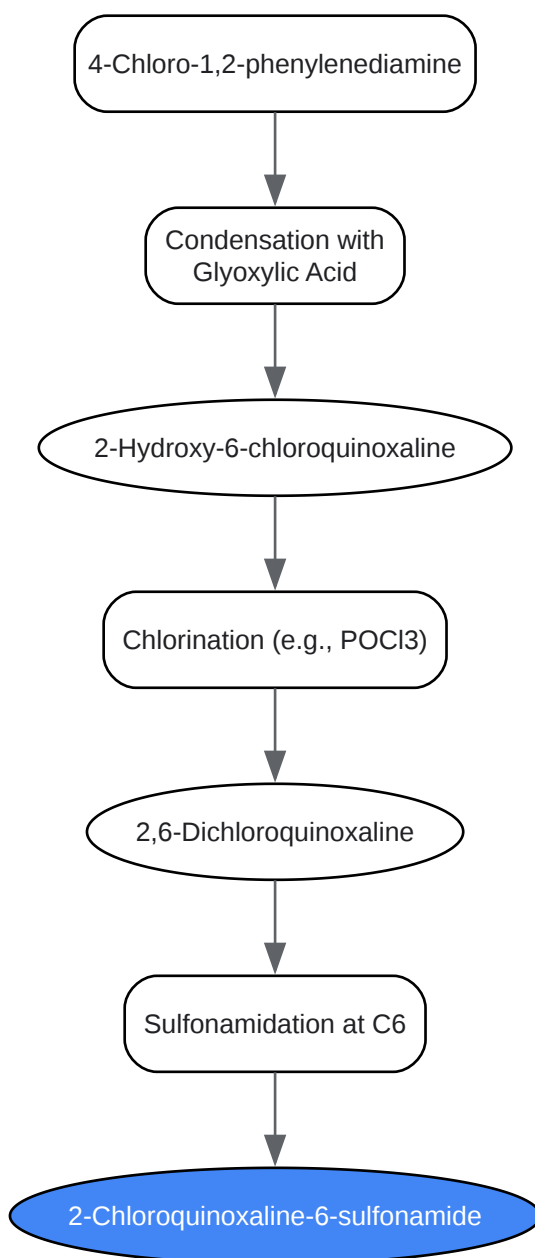 4-Chloro-1,2-phenylenediamine
Condensation with
Glyoxylic Acid
2-Hydroxy-6-chloroquinoxaline
Chlorination (e.g., POCl3)
2,6-Dichloroquinoxaline
Sulfonamidation at C6
2-Chloroquinoxaline-6-sulfonamide